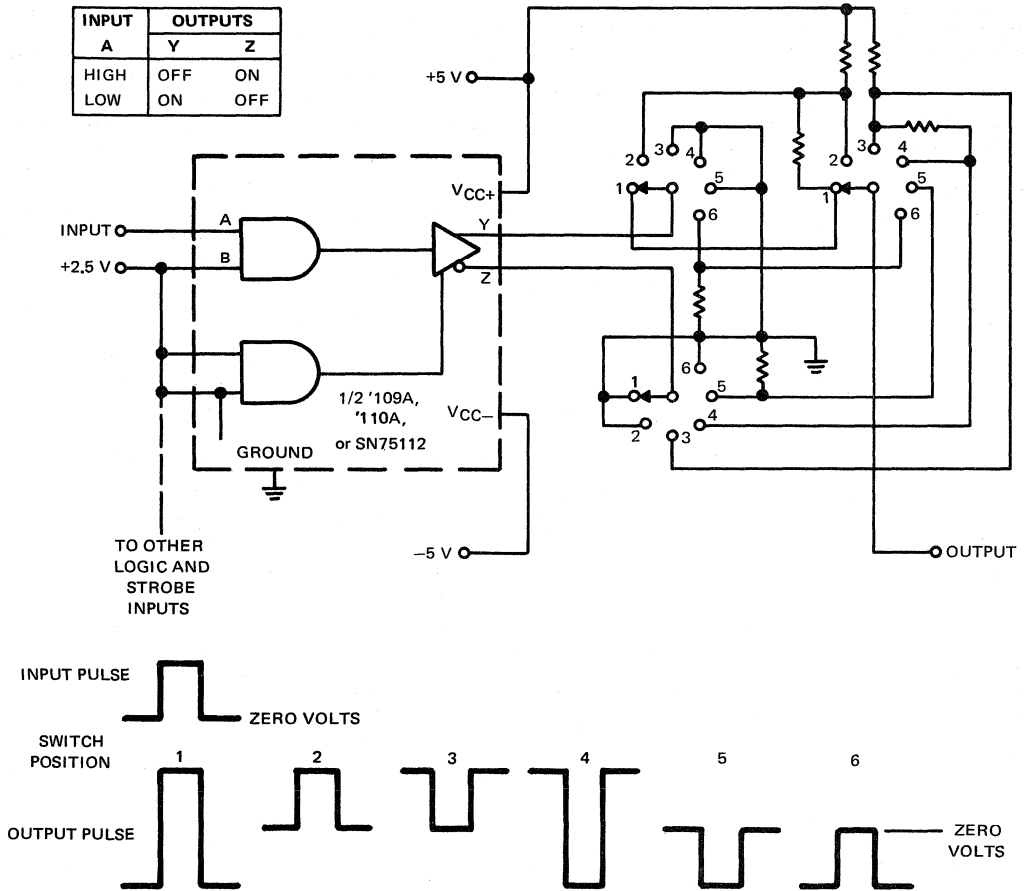 INPUT OUTPUTS
A Y Z
HIGH OFF ON
LOW ON OFF
+5 V
VCC+
INPUT
A
+2.5 V
B
Y
Z
1/2 '109A,
'110A,
or SN75112
VCC−
GROUND
−5 V
TO OTHER
LOGIC AND
STROBE
INPUTS
1
2
3
4
5
6
1
2
3
4
5
6
1
2
3
4
5
6
OUTPUT
INPUT PULSE
ZERO VOLTS
SWITCH
POSITION
1 2 3 4 5 6
OUTPUT PULSE
ZERO
VOLTS